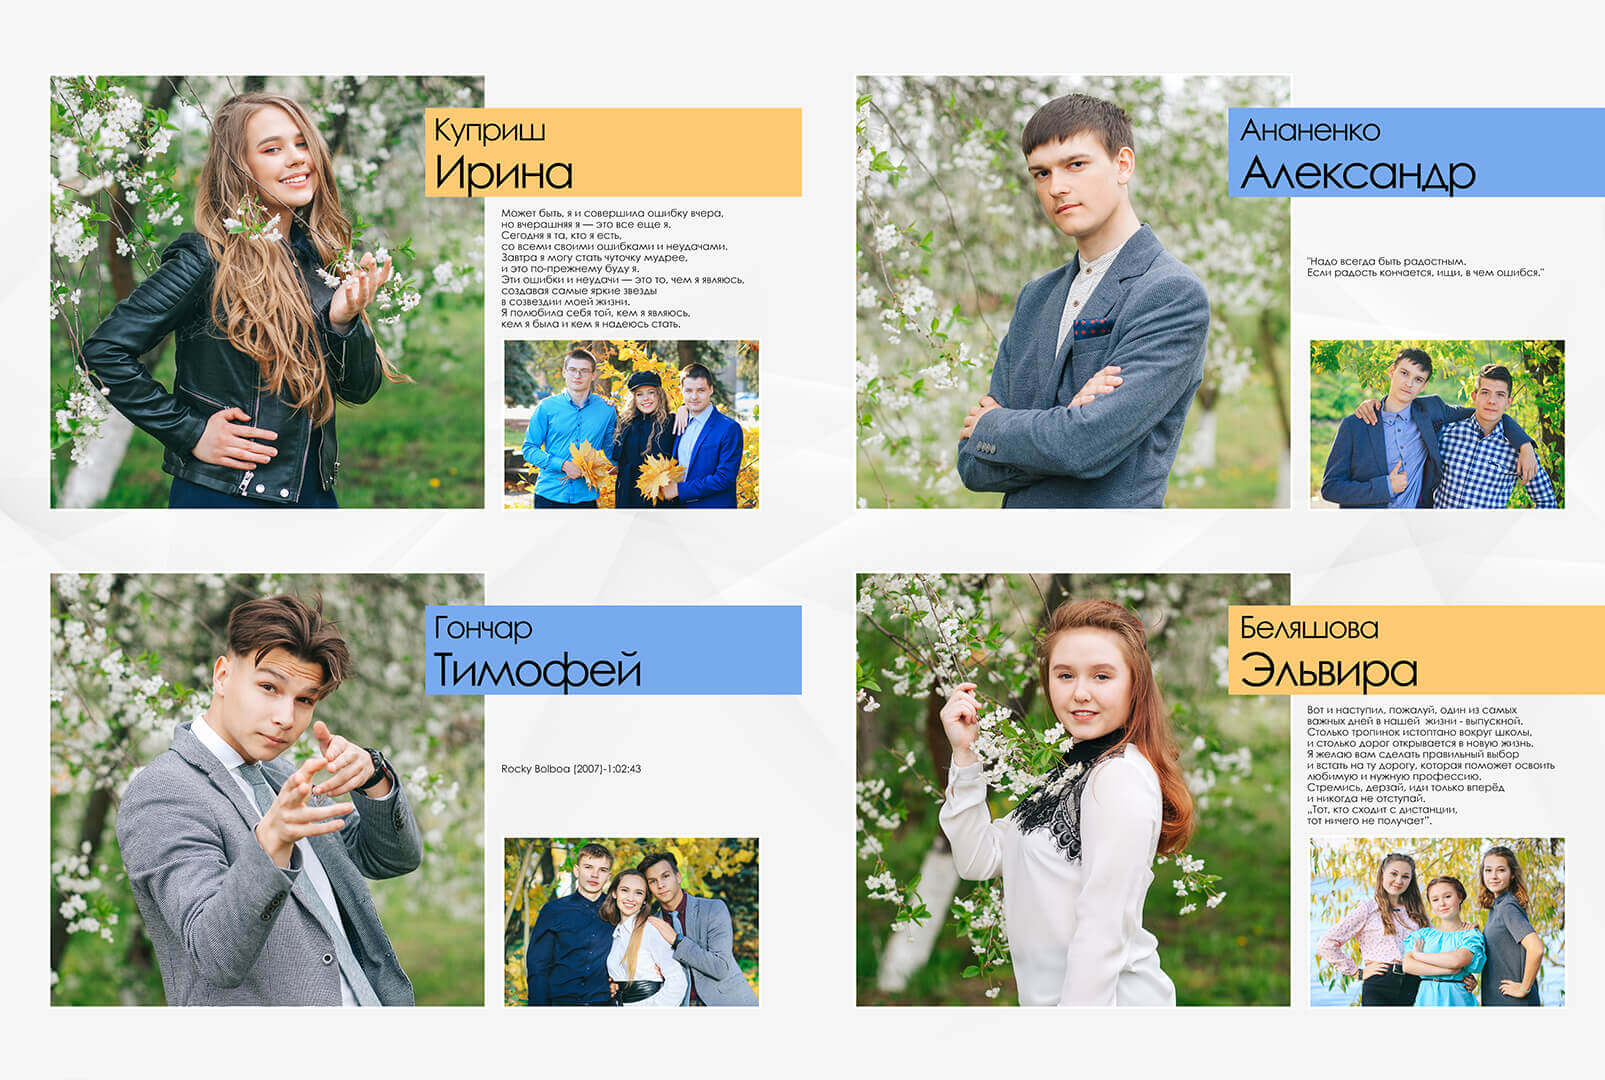 Куприш
Ирина
Может быть, я и совершила ошибку вчера,
но вчерашняя я — это все еще я.
Сегодня я та, кто я есть,
со всеми своими ошибками и неудачами.
Завтра я могу стать чуточку мудрее,
и это по-прежнему буду я.
Эти ошибки и неудачи — это то, чем я являюсь,
создавая самые яркие звезды
в созвездии моей жизни.
Я полюбила себя той, кем я являюсь,
кем я была и кем я надеюсь стать.
Ананенко
Александр
"Надо всегда быть радостным.
Если радость кончается, ищи, в чем ошибся."
Гончар
Тимофей
Rocky Bolboa (2007)-1:02:43
Беляшова
Эльвира
Вот и наступил, пожалуй, один из самых
важных дней в нашей жизни - выпускной.
Столько тропинок истоптано вокруг школы,
и столько дорог открывается в новую жизнь.
Я желаю вам сделать правильный выбор
и встать на ту дорогу, которая поможет освоить
любимую и нужную профессию.
Стремись, дерзай, иди только вперёд
и никогда не отступай.
„Тот, кто сходит с дистанции,
тот ничего не получает”.